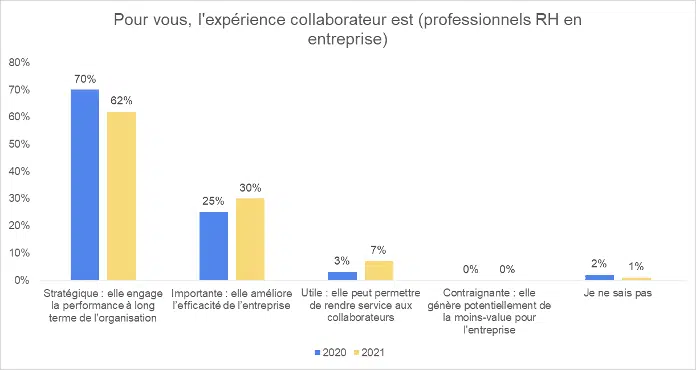 Pour vous, l'expérience collaborateur est (professionnels RH en
entreprise)
80%
70%
60%
50%
40%
30%
20%
10%
0%
70%
62%
25%
30%
3%
7%
0%
0%
2%
1%
Stratégique : elle engage
la performance à long
terme de l'organisation
Importante : elle améliore
l'efficacité de l'entreprise
Utile : elle peut permettre
de rendre service aux
collaborateurs
Contraignante : elle
génère potentiellement de
la moins-value pour
l'entreprise
Je ne sais pas
2020
2021